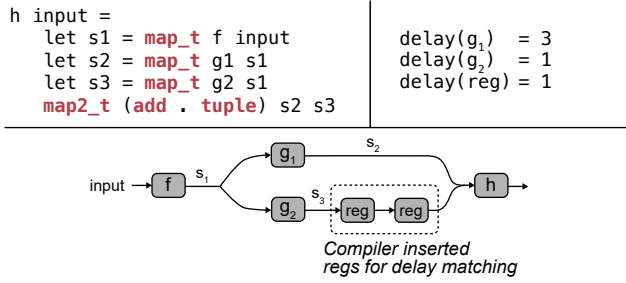 h input =
let s1 = map_t f input
let s2 = map_t g1 s1
let s3 = map_t g2 s1
map2_t (add . tuple) s2 s3
delay(g₁) = 3
delay(g₂) = 1
delay(reg) = 1
input f s₁ g₁ s₂ h
g₂ s₃ reg reg
Compiler inserted
regs for delay matching